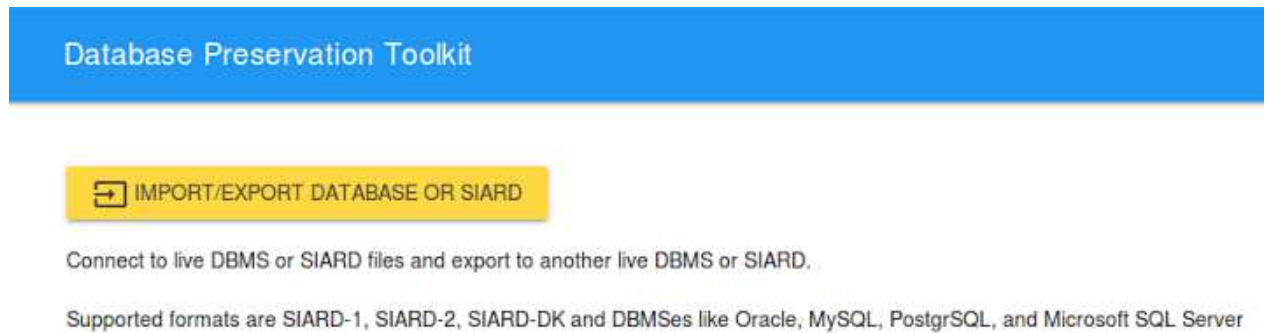 Database Preservation Toolkit
IMPORT/EXPORT DATABASE OR SIARD
Connect to live DBMS or SIARD files and export to another live DBMS or SIARD.
Supported formats are SIARD-1, SIARD-2, SIARD-DK and DBMSes like Oracle, MySQL, PostgrSQL, and Microsoft SQL Server